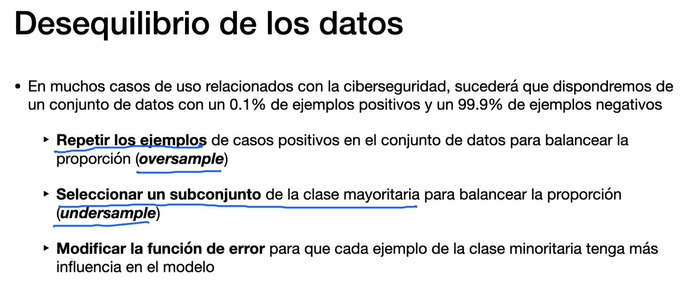 Desequilibrio de los datos
• En muchos casos de uso relacionados con la ciberseguridad, sucederá que dispondremos de
un conjunto de datos con un 0.1% de ejemplos positivos y un 99.9% de ejemplos negativos
‣ Repetir los ejemplos de casos positivos en el conjunto de datos para balancear la
proporción (oversample)
‣ Seleccionar un subconjunto de la clase mayoritaria para balancear la proporción
(undersample)
‣ Modificar la función de error para que cada ejemplo de la clase minoritaria tenga más
influencia en el modelo